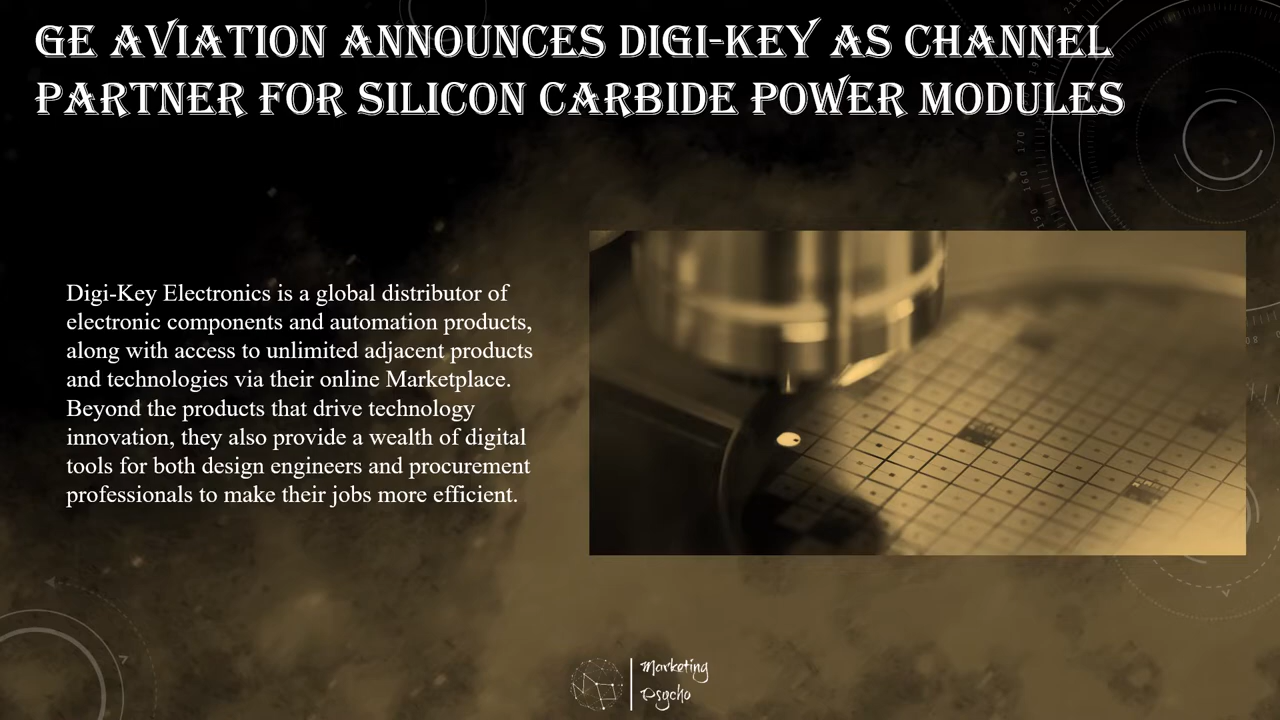 GE AVIATION ANNOUNCES DIGI-KEY AS CHANNEL
PARTNER FOR SILICON CARBIDE POWER MODULES
Digi-Key Electronics is a global distributor of
electronic components and automation products,
along with access to unlimited adjacent products
and technologies via their online Marketplace.
Beyond the products that drive technology
innovation, they also provide a wealth of digital
tools for both design engineers and procurement
professionals to make their jobs more efficient.
170
160
150
Marketing
Psycho